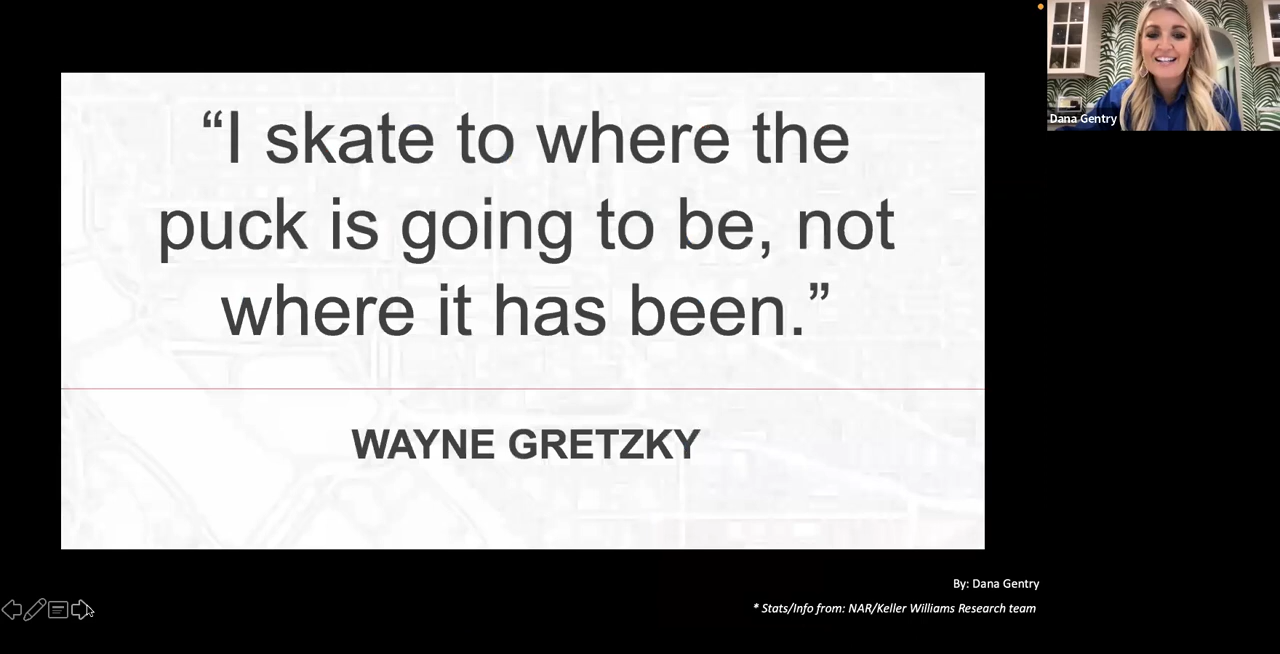 Dana Gentry
“I skate to where the
puck is going to be, not
where it has been.”
WAYNE GRETZKY
By: Dana Gentry
* Stats/Info from: NAR/Keller Williams Research team